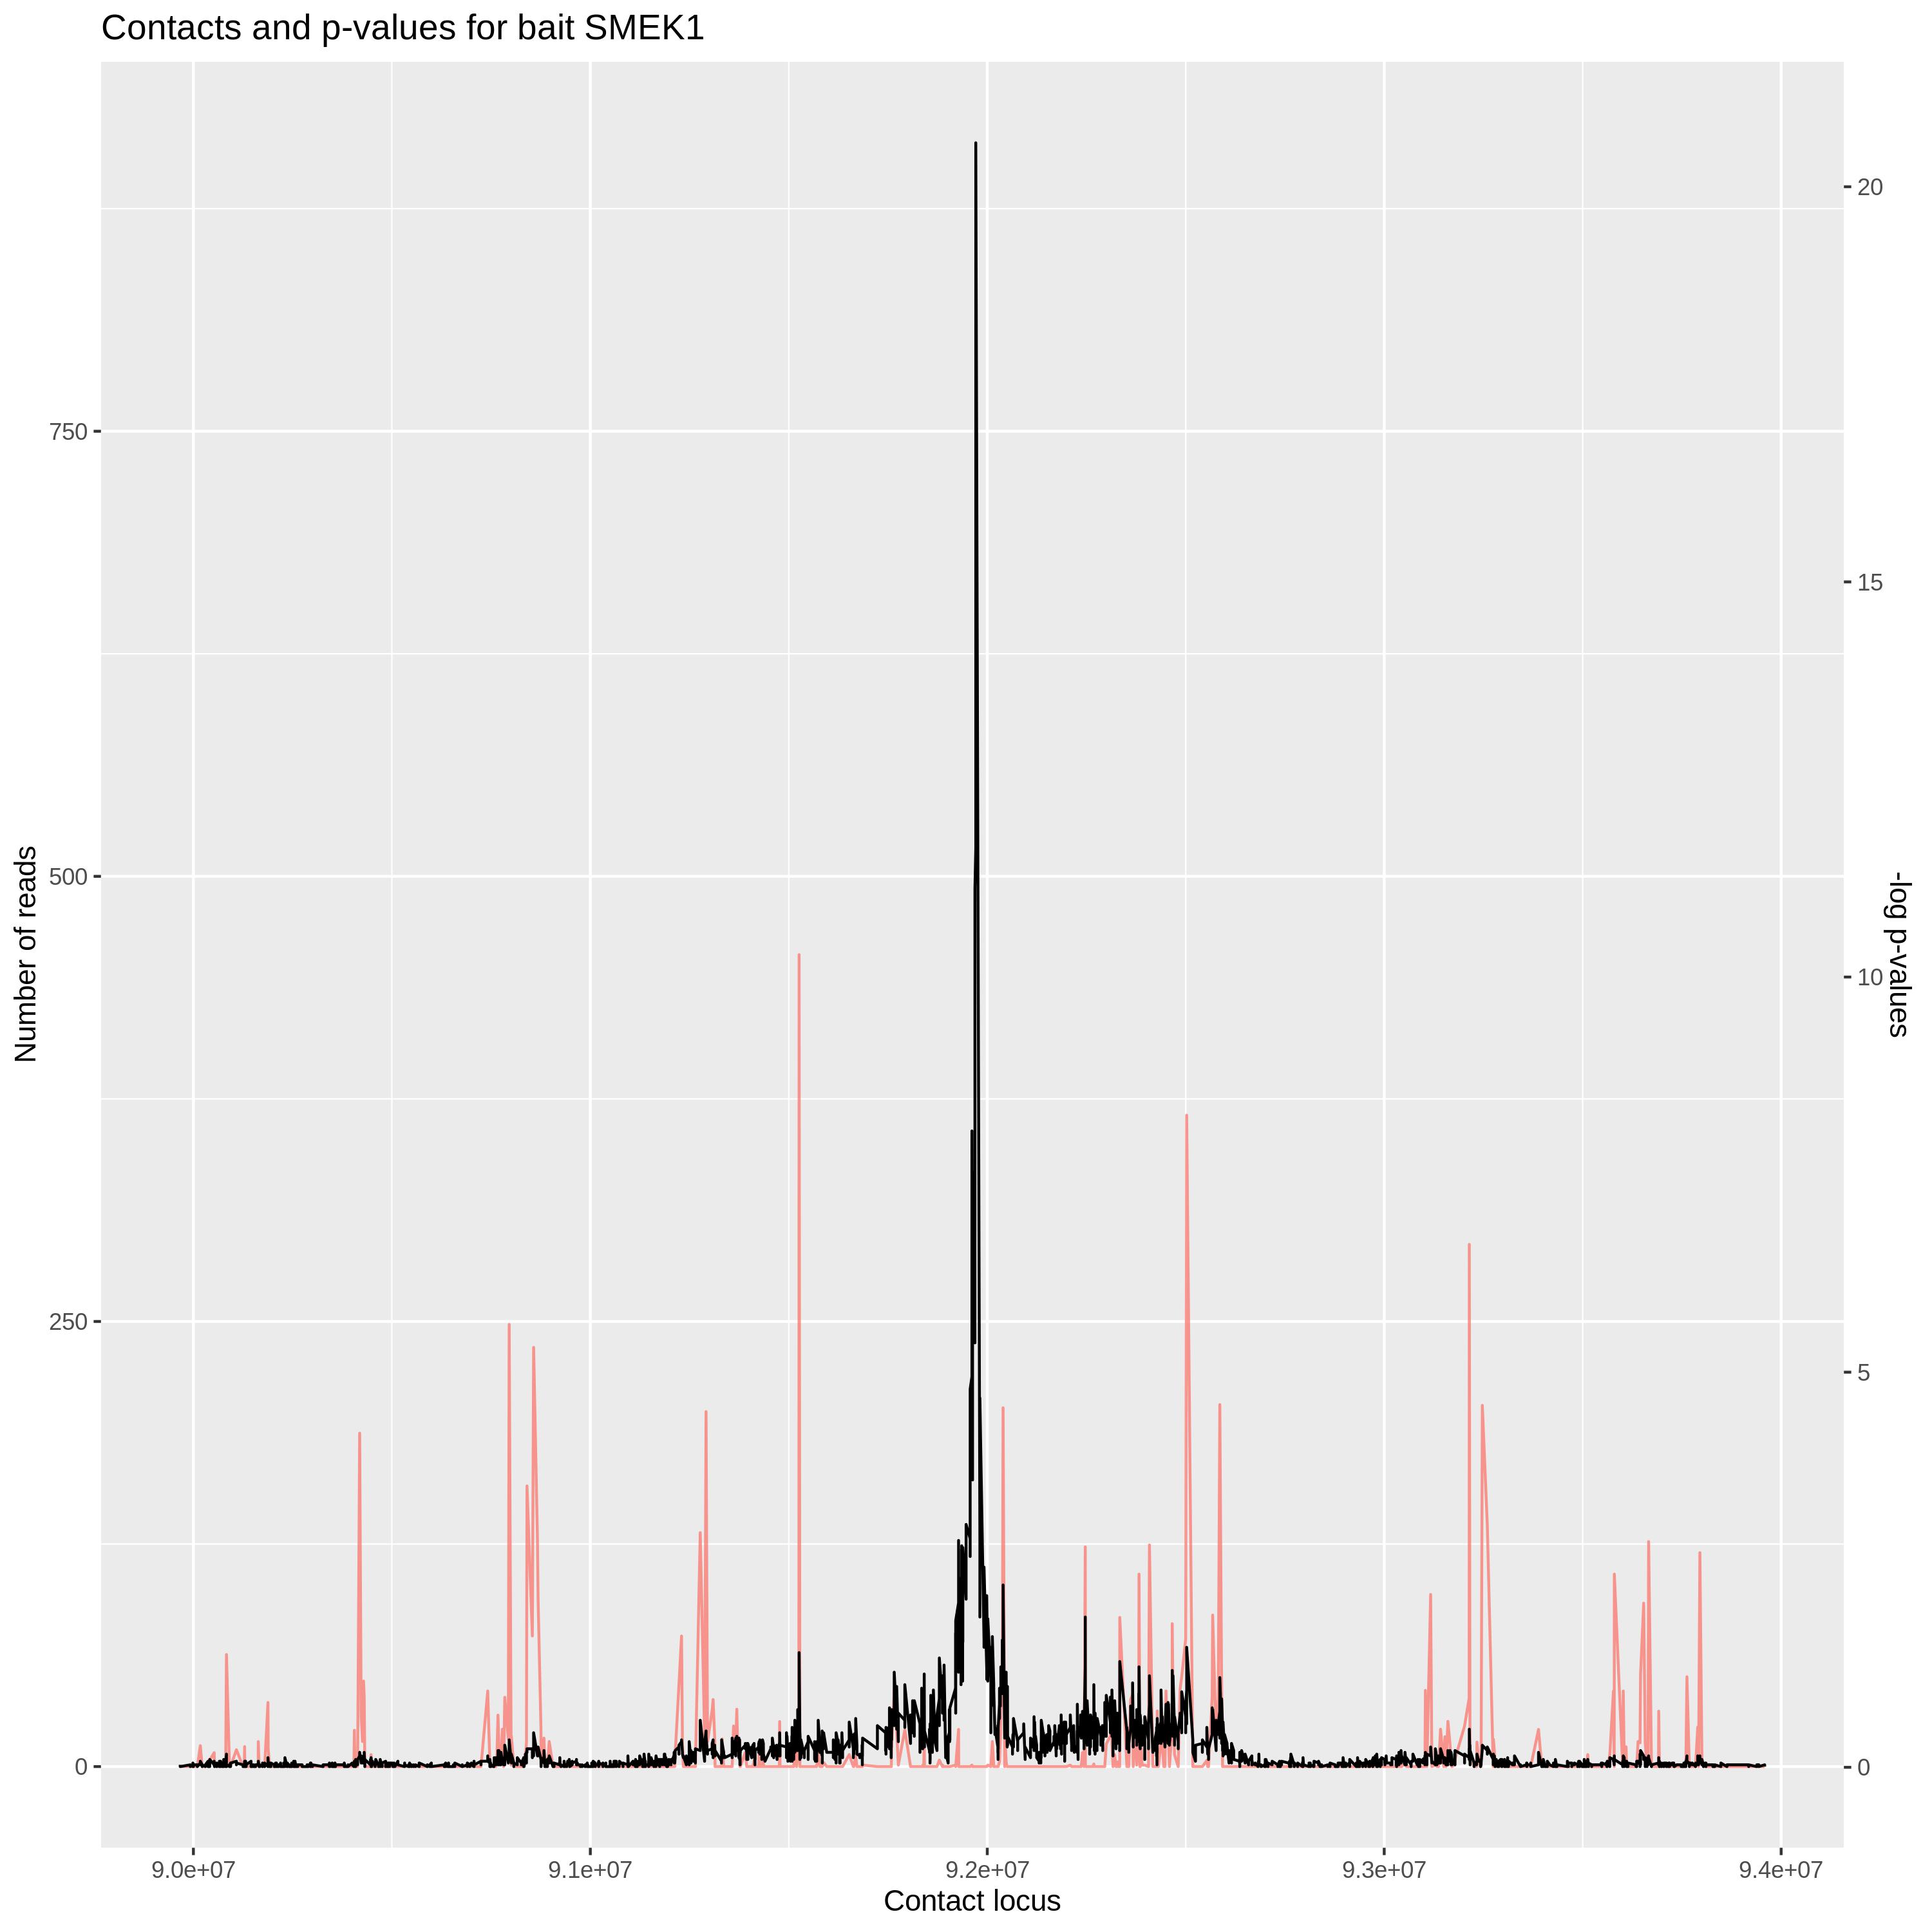 Contacts and p-values for bait SMEK1
Number of reads
750
500
250
0
20
15
10
5
0
-log p-values
9.0e+07
9.1e+07
9.2e+07
9.3e+07
9.4e+07
Contact locus